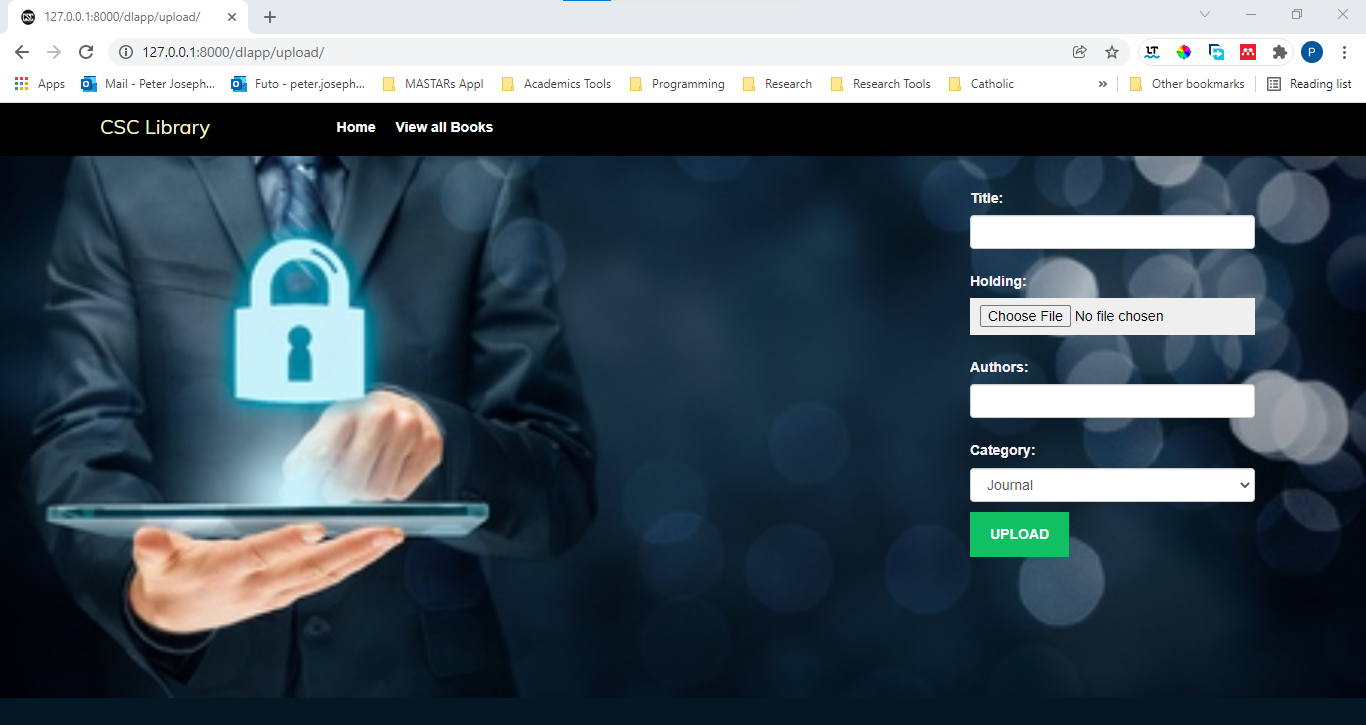 CSC 127.0.0.1:8000/dlapp/upload/
127.0.0.1:8000/dlapp/upload/ LT P
Apps Mail - Peter Joseph... Futo - peter.joseph... MASTARs Appl Academics Tools Programming Research Research Tools Catholic » Other bookmarks Reading list
CSC Library Home View all Books
Title:
Holding:
Choose File No file chosen
Authors:
Category:
Journal
UPLOAD